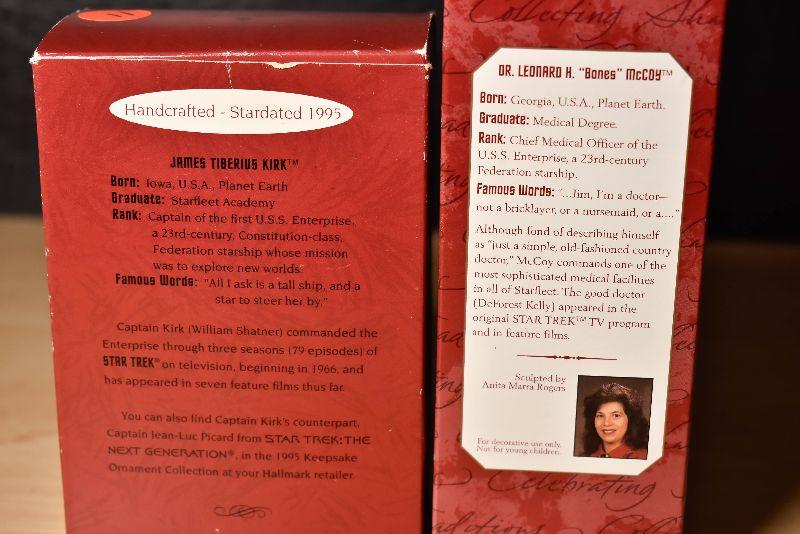 Handcrafted - Stardated 1995
JAMES TIBERIUS KIRK™
Born: Iowa, U.S.A., Planet Earth
Graduate: Starfleet Academy
Rank: Captain of the first U.S.S. Enterprise,
a 23rd-century, Constitution-class,
Federation starship whose mission
was to explore new worlds.
Famous Words: "All I ask is a tall ship, and a
star to steer her by."
Captain Kirk (William Shatner) commanded the
Enterprise through three seasons (79 episodes) of
STAR TREK® on television, beginning in 1966, and
has appeared in seven feature films thus far.
You can also find Captain Kirk's counterpart,
Captain Jean-Luc Picard from STAR TREK: THE
NEXT GENERATION®, in the 1995 Keepsake
Ornament Collection at your Hallmark retailer.
Collecting
DR. LEONARD H. "Bones" McCOY™
Born: Georgia, U.S.A., Planet Earth.
Graduate: Medical Degree.
Rank: Chief Medical Officer of the
U.S.S. Enterprise, a 23rd-century
Federation starship.
Famous Words: "...Jim, I'm a doctor—
not a bricklayer, or a nursemaid, or a...."
Although fond of describing himself
as "just a simple, old-fashioned country
doctor," McCoy commands one of the
most sophisticated medical facilities
in all of Starfleet. The good doctor
(DeForest Kelly) appeared in the
original STAR TREK™ TV program
and in feature films.
Sculpted by
Anita Marra Rogers
For decorative use only.
Not for young children.
Celebrating